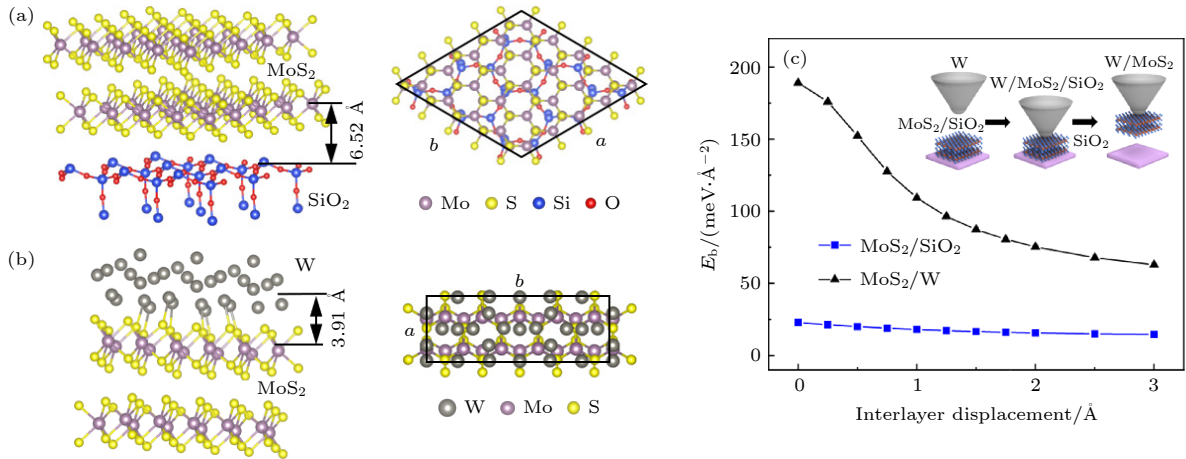 (a)
MoS₂
6.52 Å
SiO₂
b
a
Mo S Si O
(b)
W
3.91 Å
MoS₂
b
a
W Mo S
(c)
W
W/MoS₂/SiO₂
W/MoS₂
MoS₂/SiO₂
SiO₂
MoS₂/SiO₂
MoS₂/W
E_b/(meV·Å⁻²)
200
150
100
50
0
0 1 2 3
Interlayer displacement/Å